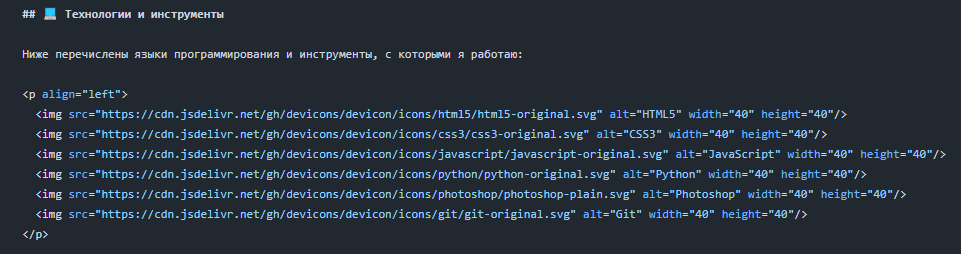 ## 💻 Технологии и инструменты
Ниже перечислены языки программирования и инструменты, с которыми я работаю:
<p align="left">
<img src="https://cdn.jsdelivr.net/gh/devicons/devicon/icons/html5/html5-original.svg" alt="HTML5" width="40" height="40"/>
<img src="https://cdn.jsdelivr.net/gh/devicons/devicon/icons/css3/css3-original.svg" alt="CSS3" width="40" height="40"/>
<img src="https://cdn.jsdelivr.net/gh/devicons/devicon/icons/javascript/javascript-original.svg" alt="JavaScript" width="40" height="40"/>
<img src="https://cdn.jsdelivr.net/gh/devicons/devicon/icons/python/python-original.svg" alt="Python" width="40" height="40"/>
<img src="https://cdn.jsdelivr.net/gh/devicons/devicon/icons/photoshop/photoshop-plain.svg" alt="Photoshop" width="40" height="40"/>
<img src="https://cdn.jsdelivr.net/gh/devicons/devicon/icons/git/git-original.svg" alt="Git" width="40" height="40"/>
</p>